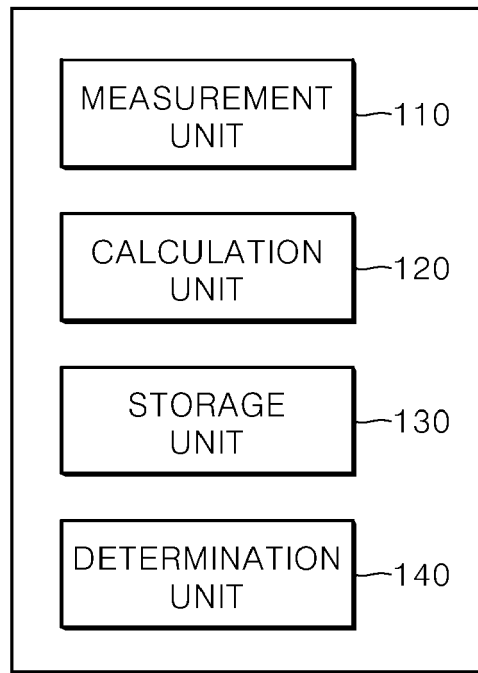 MEASUREMENT
UNIT
110
CALCULATION
UNIT
120
STORAGE
UNIT
130
DETERMINATION
UNIT
140